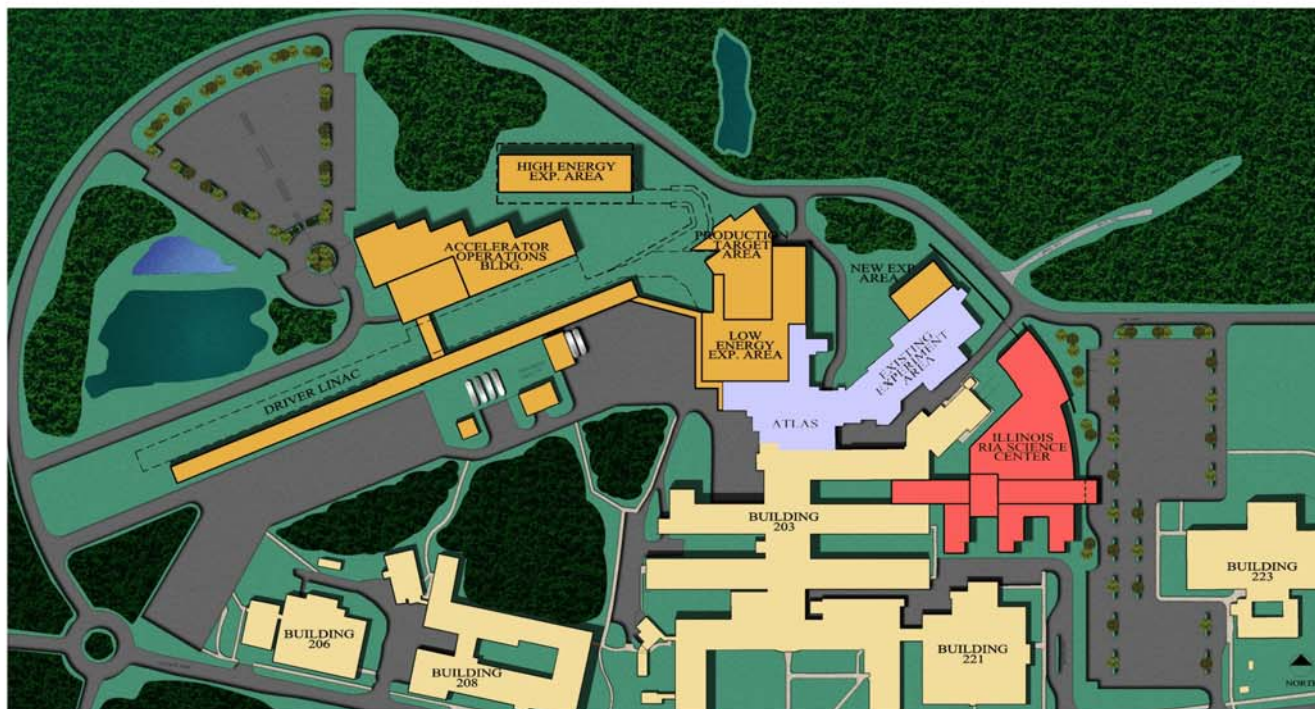 HIGH ENERGY
EXP. AREA
ACCELERATOR
OPERATIONS
BLDG.
PRODUCTION
TARGET
AREA
NEW EXP.
AREA
LOW
ENERGY
EXP. AREA
EXISTING
EXPERIMENT
AREA
DRIVER LINAC
ATLAS
ILLINOIS
RIA SCIENCE
CENTER
BUILDING
203
BUILDING
223
BUILDING
206
BUILDING
208
BUILDING
221
NORTH